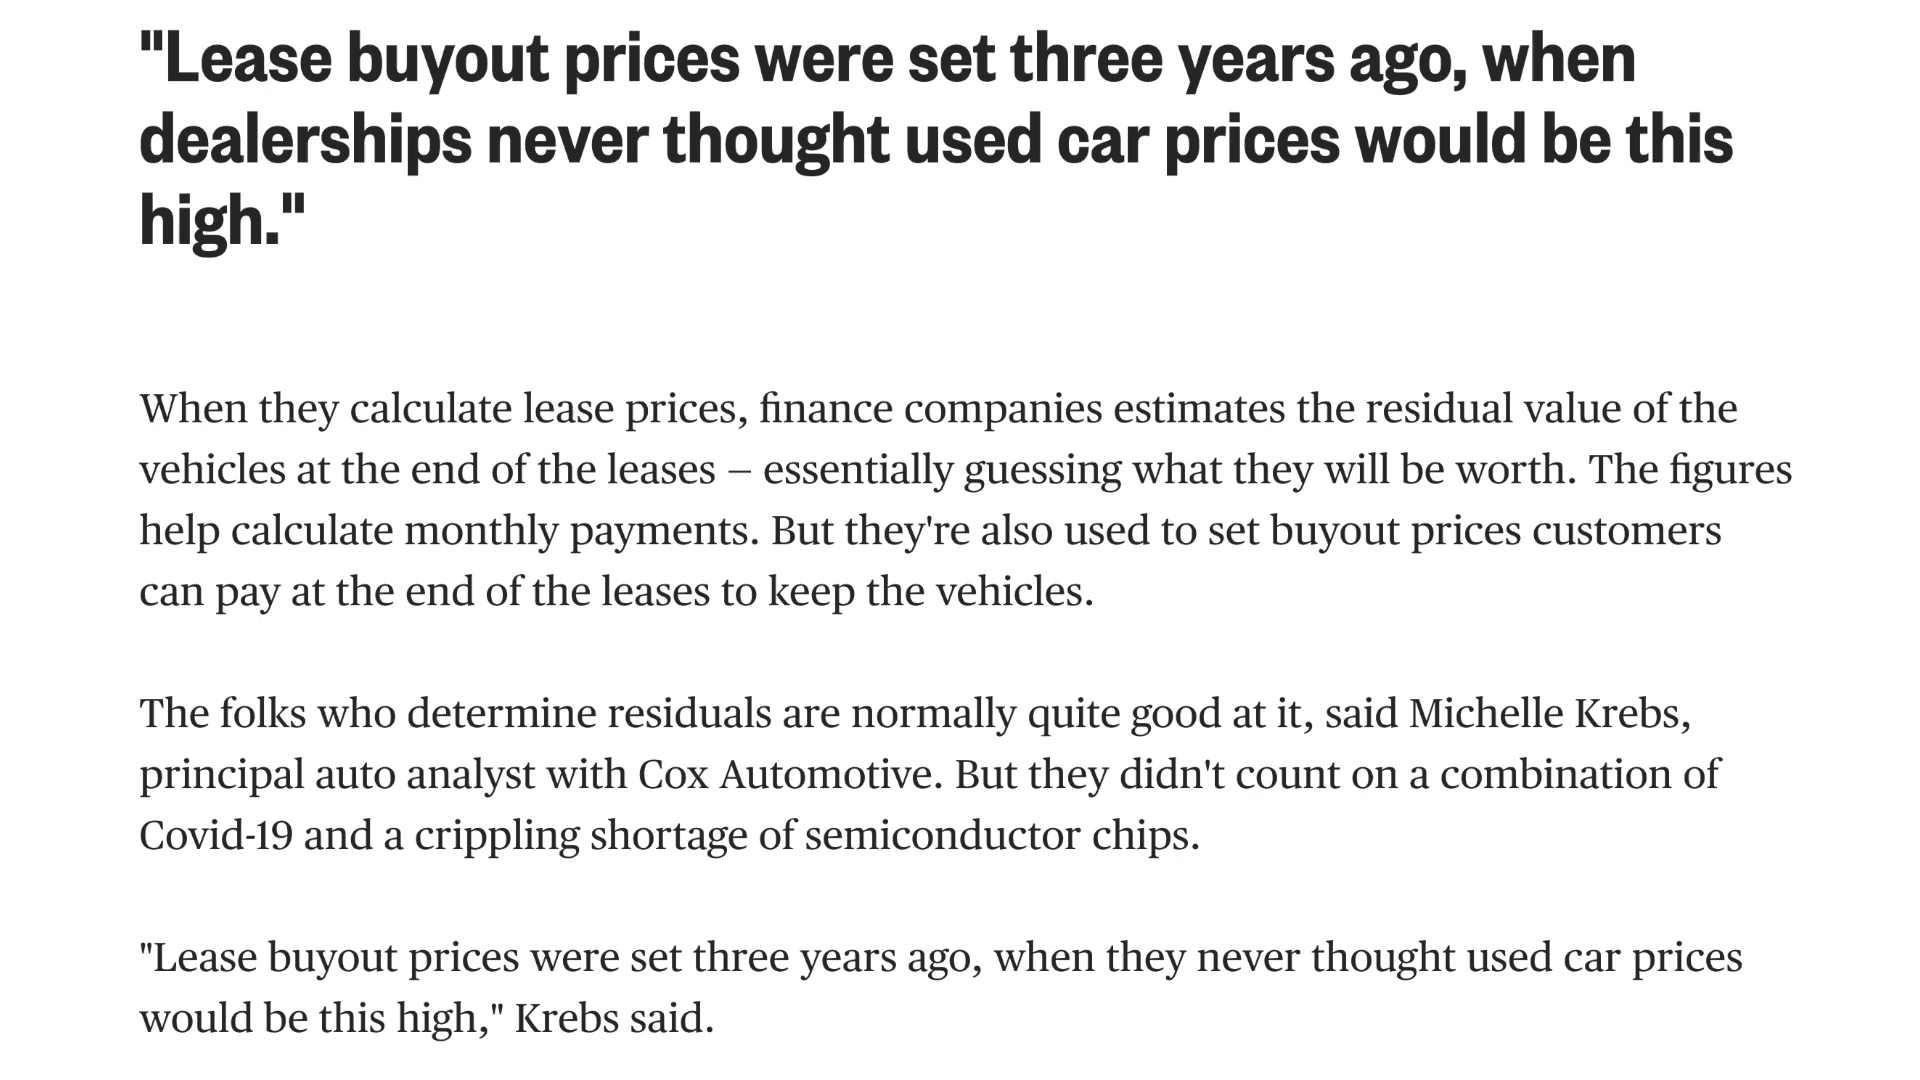 "Lease buyout prices were set three years ago, when
dealerships never thought used car prices would be this
high."
When they calculate lease prices, finance companies estimates the residual value of the
vehicles at the end of the leases — essentially guessing what they will be worth. The figures
help calculate monthly payments. But they're also used to set buyout prices customers
can pay at the end of the leases to keep the vehicles.
The folks who determine residuals are normally quite good at it, said Michelle Krebs,
principal auto analyst with Cox Automotive. But they didn't count on a combination of
Covid-19 and a crippling shortage of semiconductor chips.
"Lease buyout prices were set three years ago, when they never thought used car prices
would be this high," Krebs said.